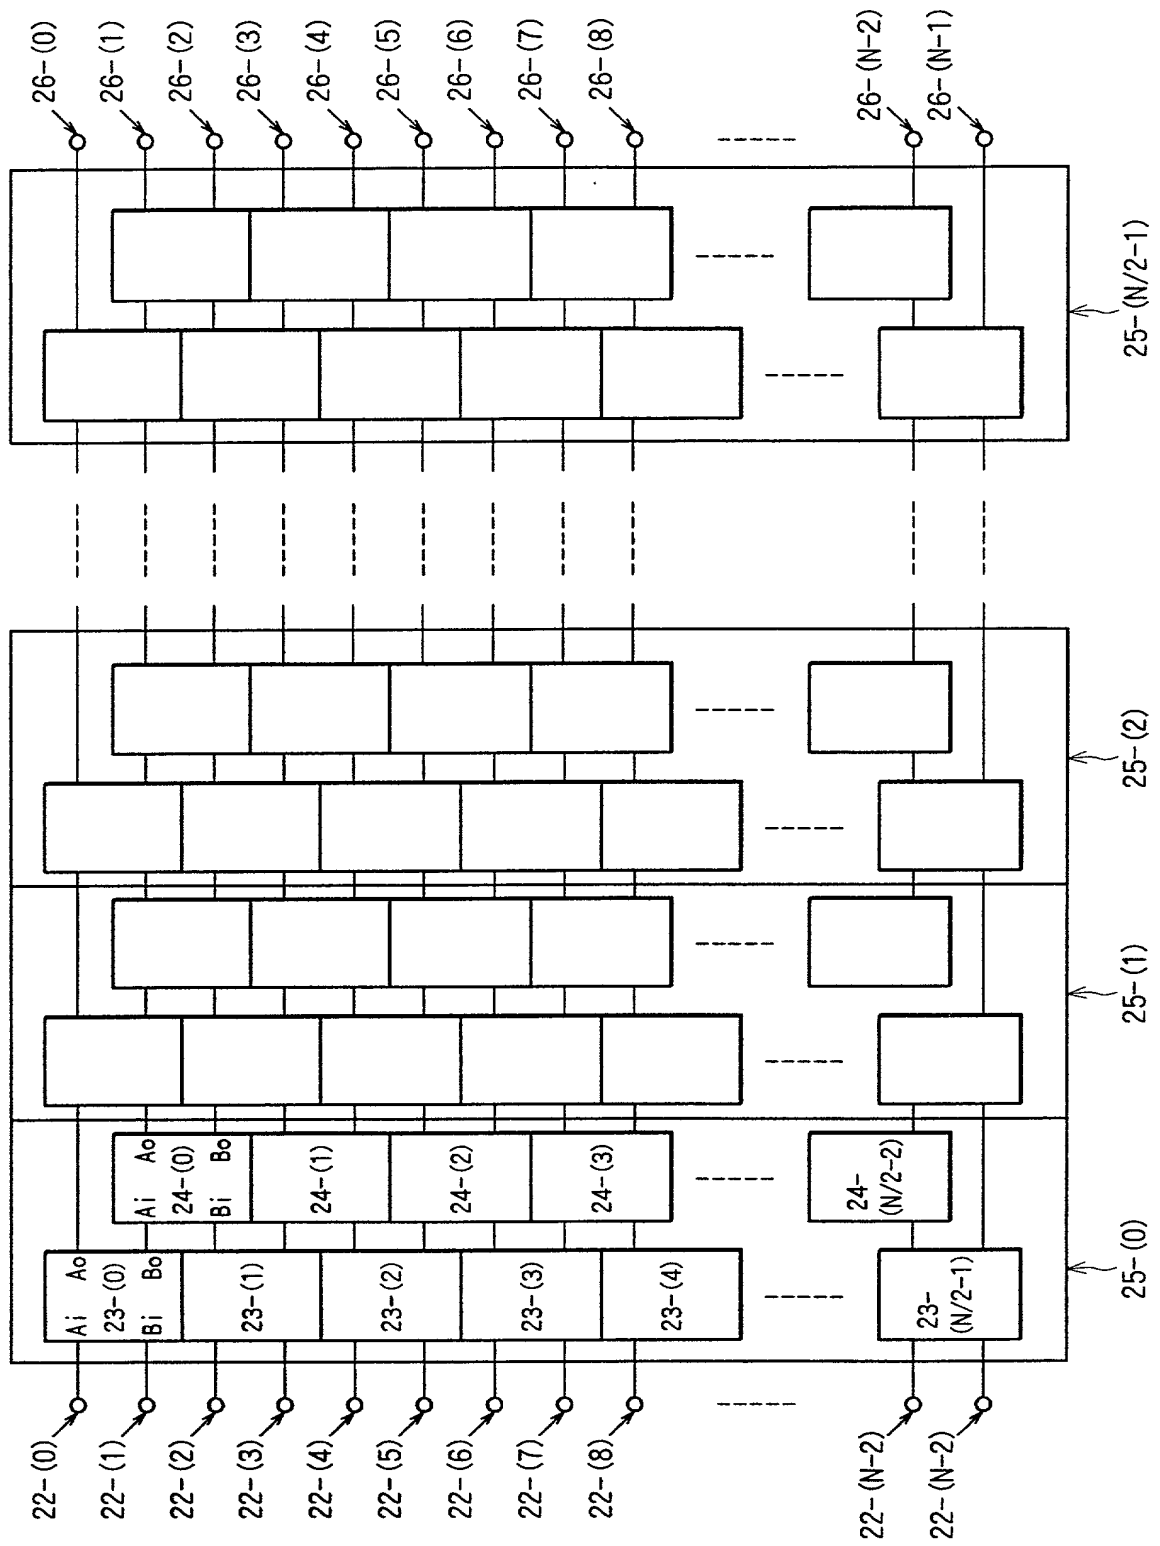 26-(0)
26-(1)
26-(2)
26-(3)
26-(4)
26-(5)
26-(6)
26-(7)
26-(8)
26-(N-2)
26-(N-1)
25-(N/2-1)
25-(2)
25-(1)
25-(0)
Ai Ao
24-(0)
Bi Bo
24-(1)
24-(2)
24-(3)
24-
(N/2-2)
Ai Ao
23-(0)
Bi Bo
23-(1)
23-(2)
23-(3)
23-(4)
23-
(N/2-1)
22-(0)
22-(1)
22-(2)
22-(3)
22-(4)
22-(5)
22-(6)
22-(7)
22-(8)
22-(N-2)
22-(N-2)